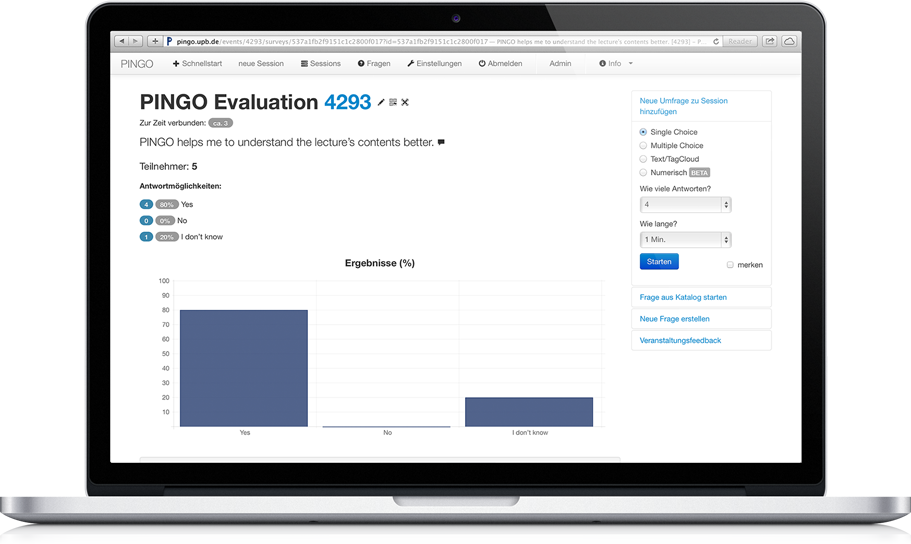 pingo.upb.de/events/4293/surveys/537a1fb2f9151c1c2800f017?d=537a1fb2f9151c1c2800f017 — PINGO helps me to understand the lecture's contents better. [4293] – P…
Reader
PINGO
Schnellstart
neue Session
Sessions
Fragen
Einstellungen
Abmelden
Admin
Info
PINGO Evaluation 4293
Zur Zeit verbunden: ca. 3
PINGO helps me to understand the lecture's contents better.
Teilnehmer: 5
Antwortmöglichkeiten:
4 80% Yes
0 0% No
1 20% I don't know
Ergebnisse (%)
100
90
80
70
60
50
40
30
20
10
Yes
No
I don't know
Neue Umfrage zu Session
hinzufügen
Single Choice
Multiple Choice
Text/TagCloud
Numerisch BETA
Wie viele Antworten?
4
Wie lange?
1 Min.
Starten
merken
Frage aus Katalog starten
Neue Frage erstellen
Veranstaltungsfeedback